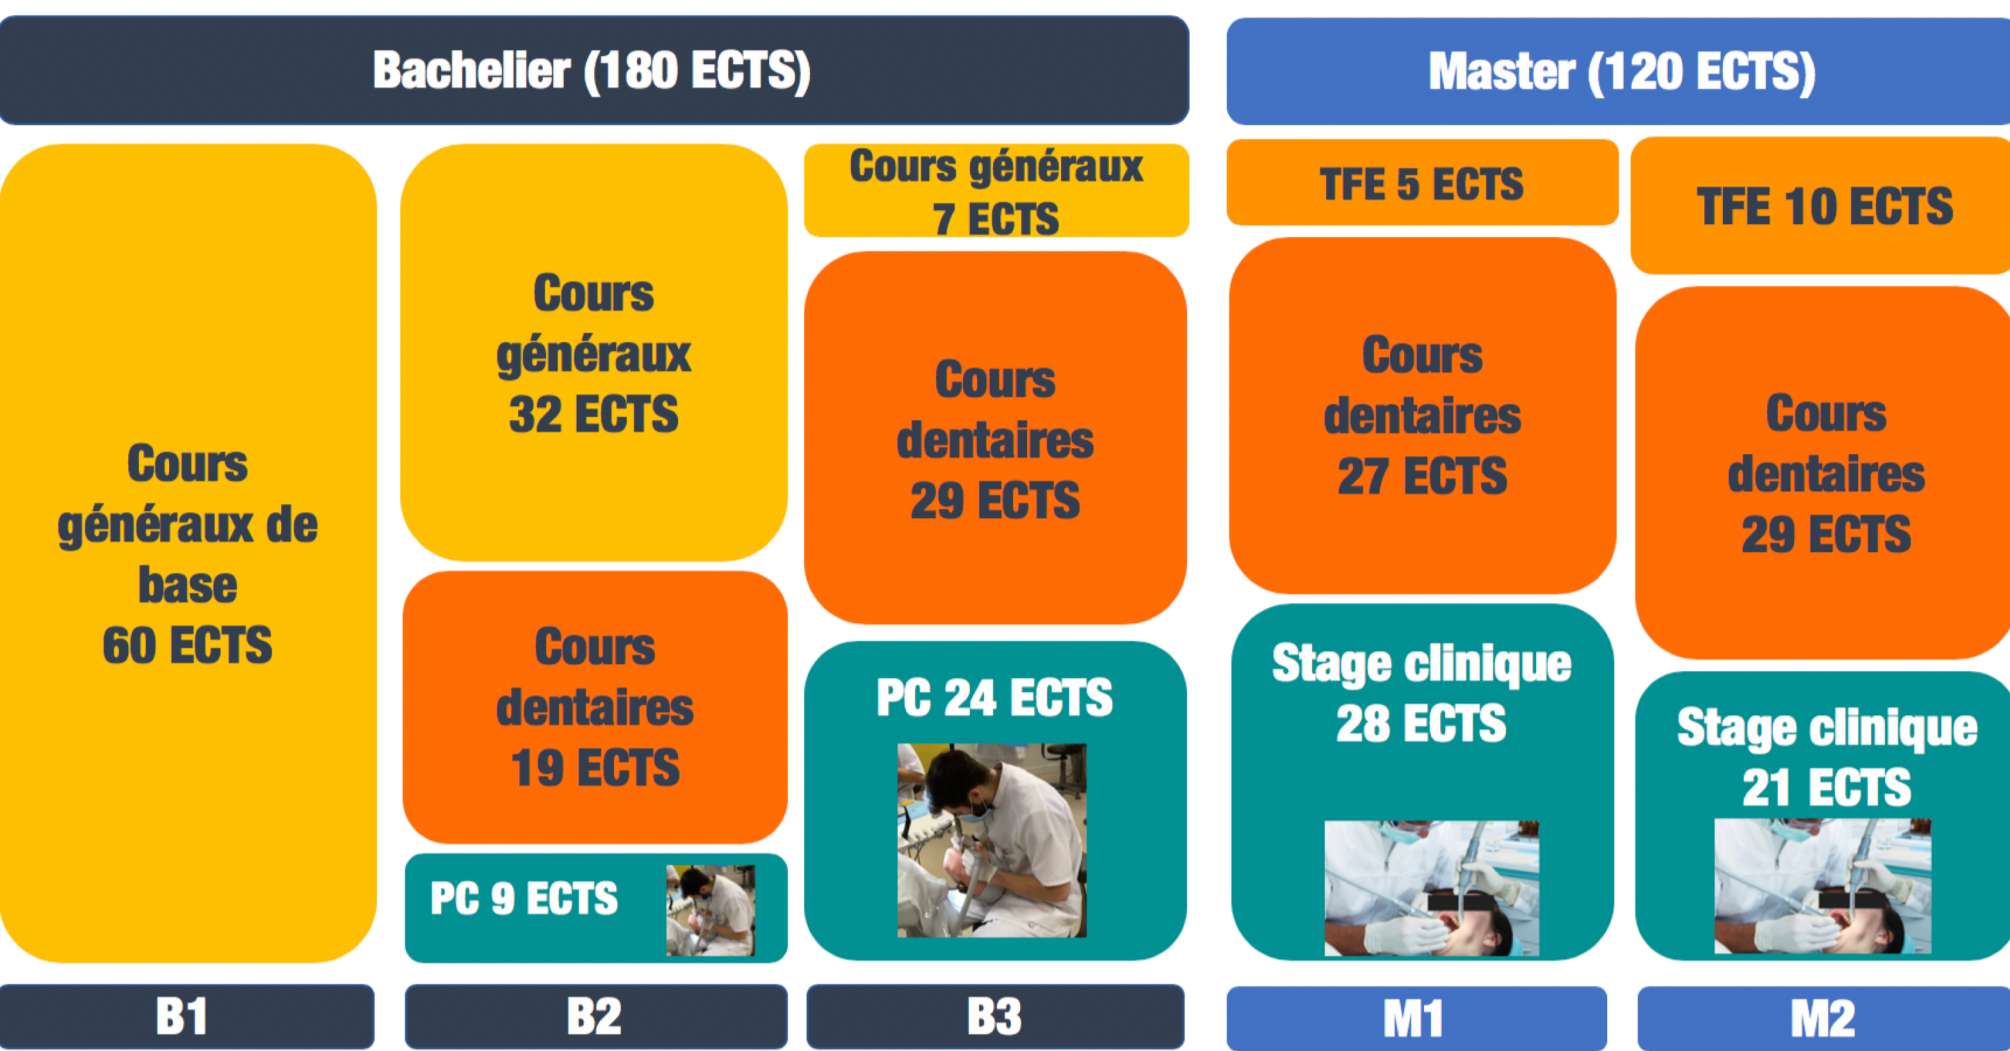 Bachelier (180 ECTS)
Master (120 ECTS)
Cours
généraux de
base
60 ECTS
Cours
généraux
32 ECTS
Cours
dentaires
19 ECTS
PC 9 ECTS
Cours généraux
7 ECTS
Cours
dentaires
29 ECTS
PC 24 ECTS
TFE 5 ECTS
Cours
dentaires
27 ECTS
Stage clinique
28 ECTS
TFE 10 ECTS
Cours
dentaires
29 ECTS
Stage clinique
21 ECTS
B1
B2
B3
M1
M2